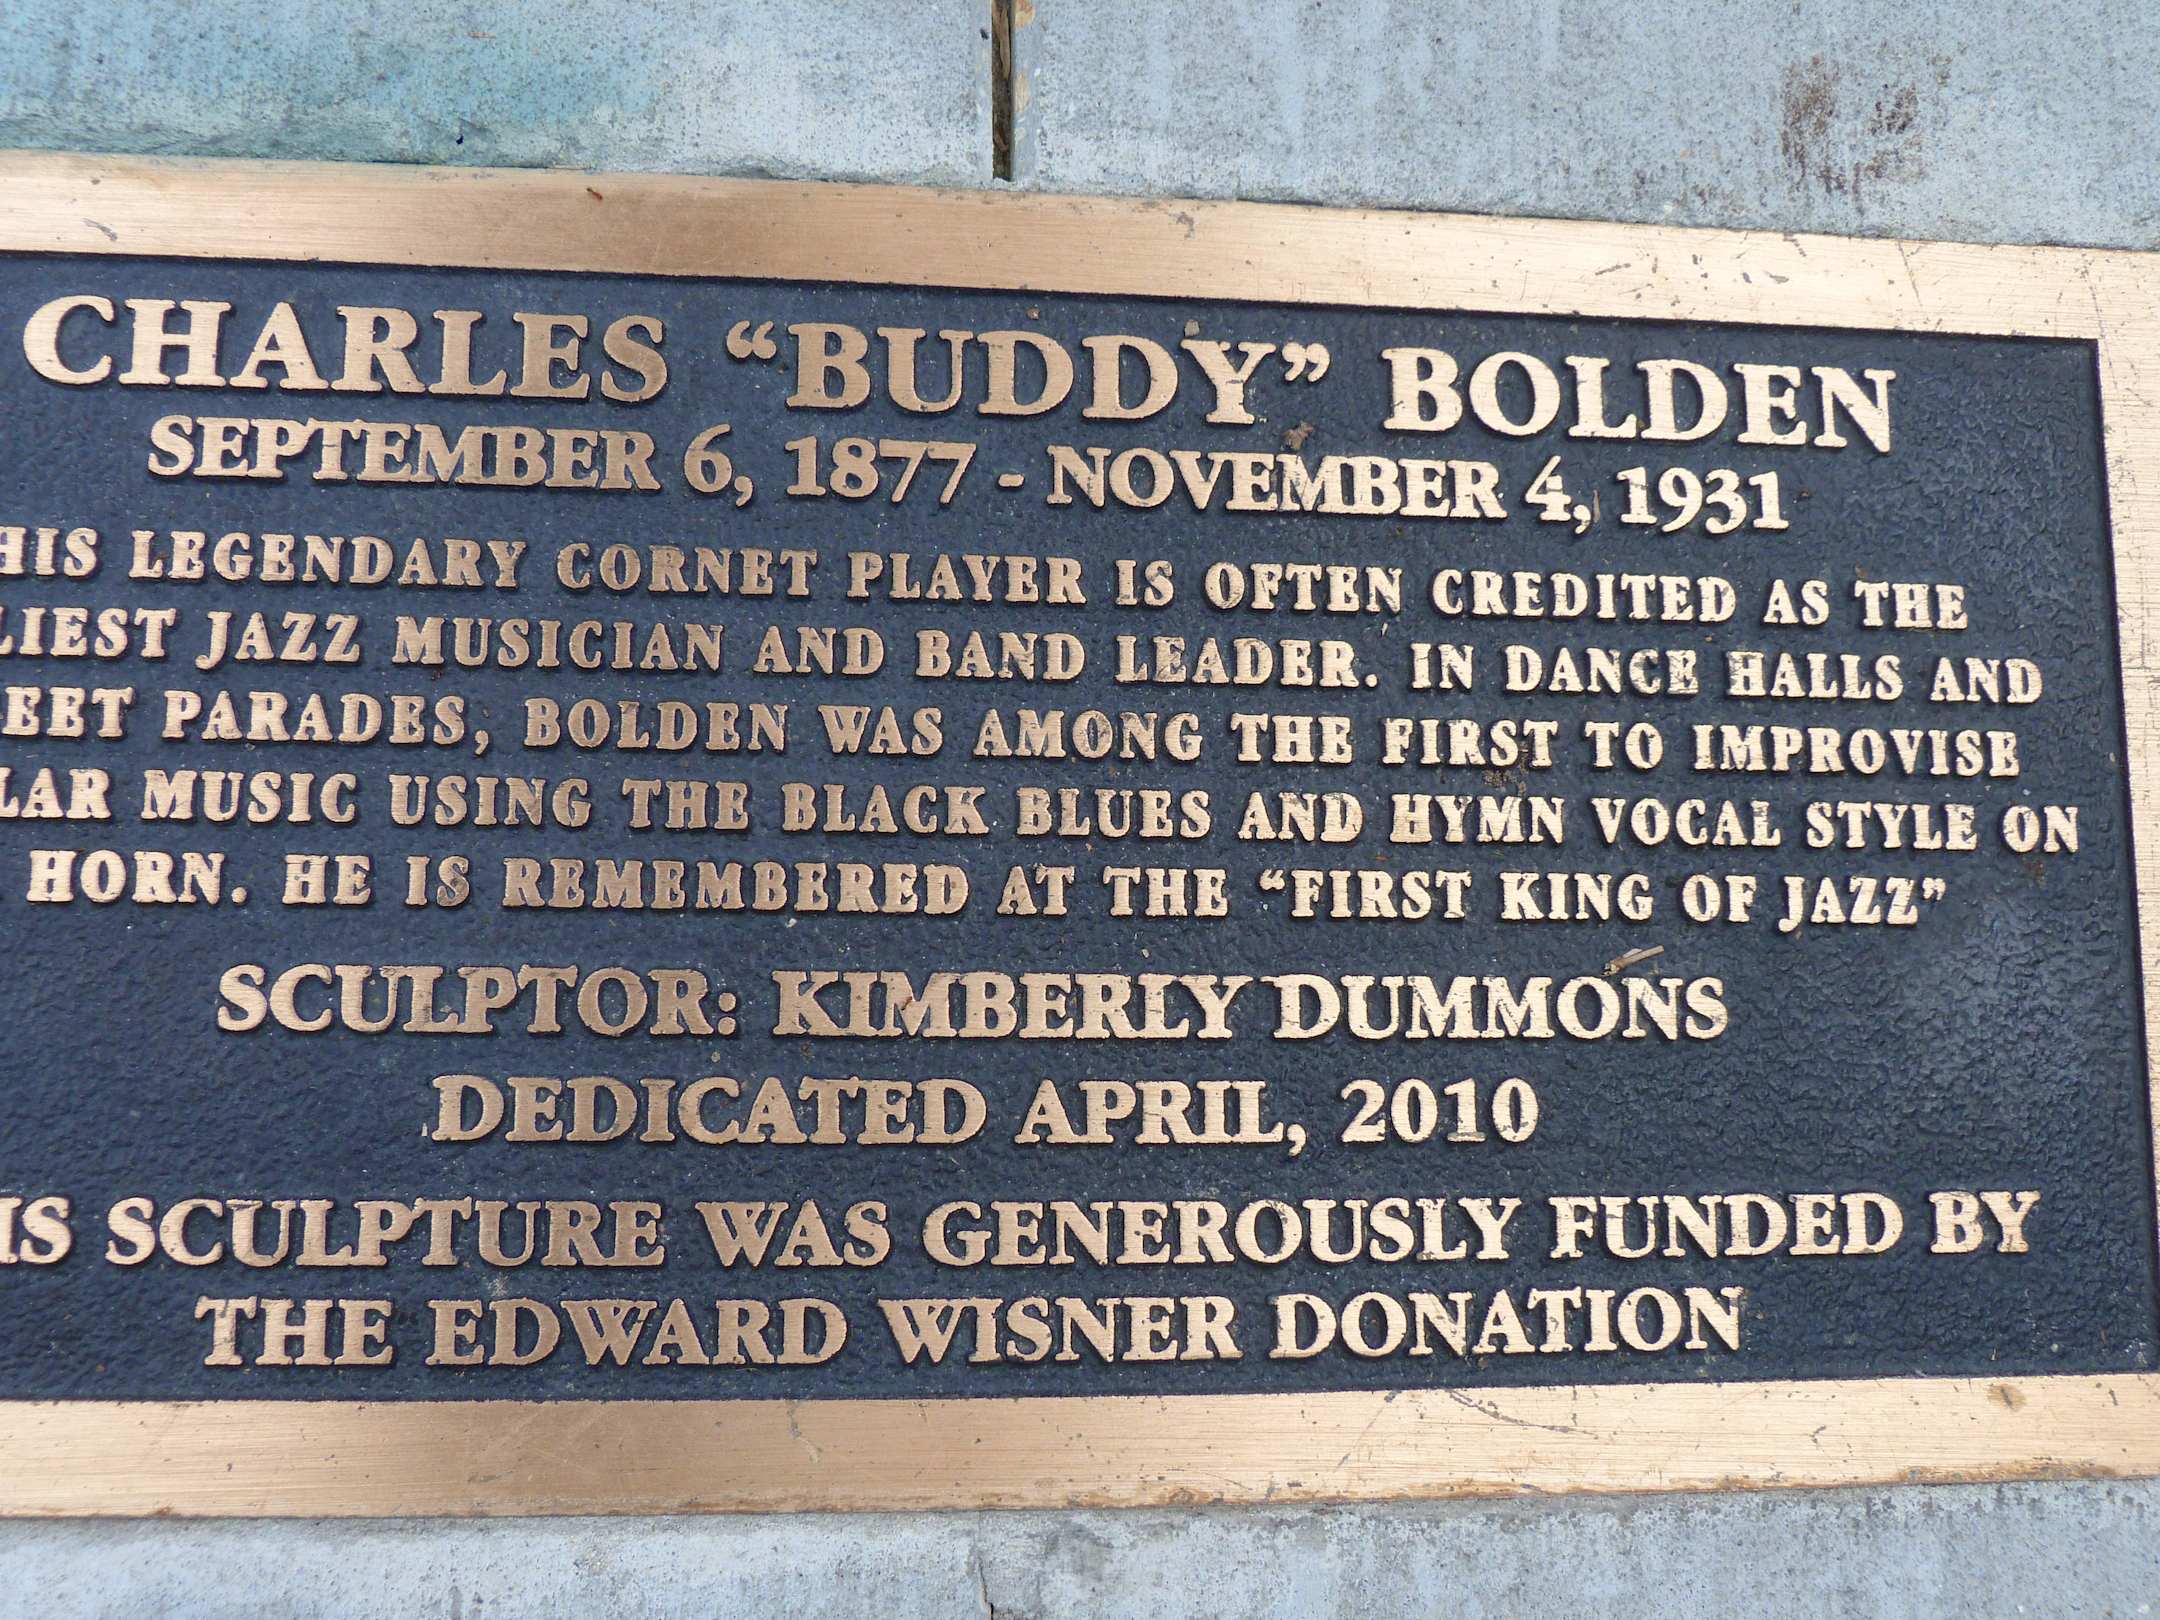 CHARLES “BUDDY” BOLDEN
SEPTEMBER 6, 1877 - NOVEMBER 4, 1931
HIS LEGENDARY CORNET PLAYER IS OFTEN CREDITED AS THE
LIEST JAZZ MUSICIAN AND BAND LEADER. IN DANCE HALLS AND
EET PARADES, BOLDEN WAS AMONG THE FIRST TO IMPROVISE
LAR MUSIC USING THE BLACK BLUES AND HYMN VOCAL STYLE ON
HORN. HE IS REMEMBERED AT THE “FIRST KING OF JAZZ”
SCULPTOR: KIMBERLY DUMMONS
DEDICATED APRIL, 2010
IS SCULPTURE WAS GENEROUSLY FUNDED BY
THE EDWARD WISNER DONATION